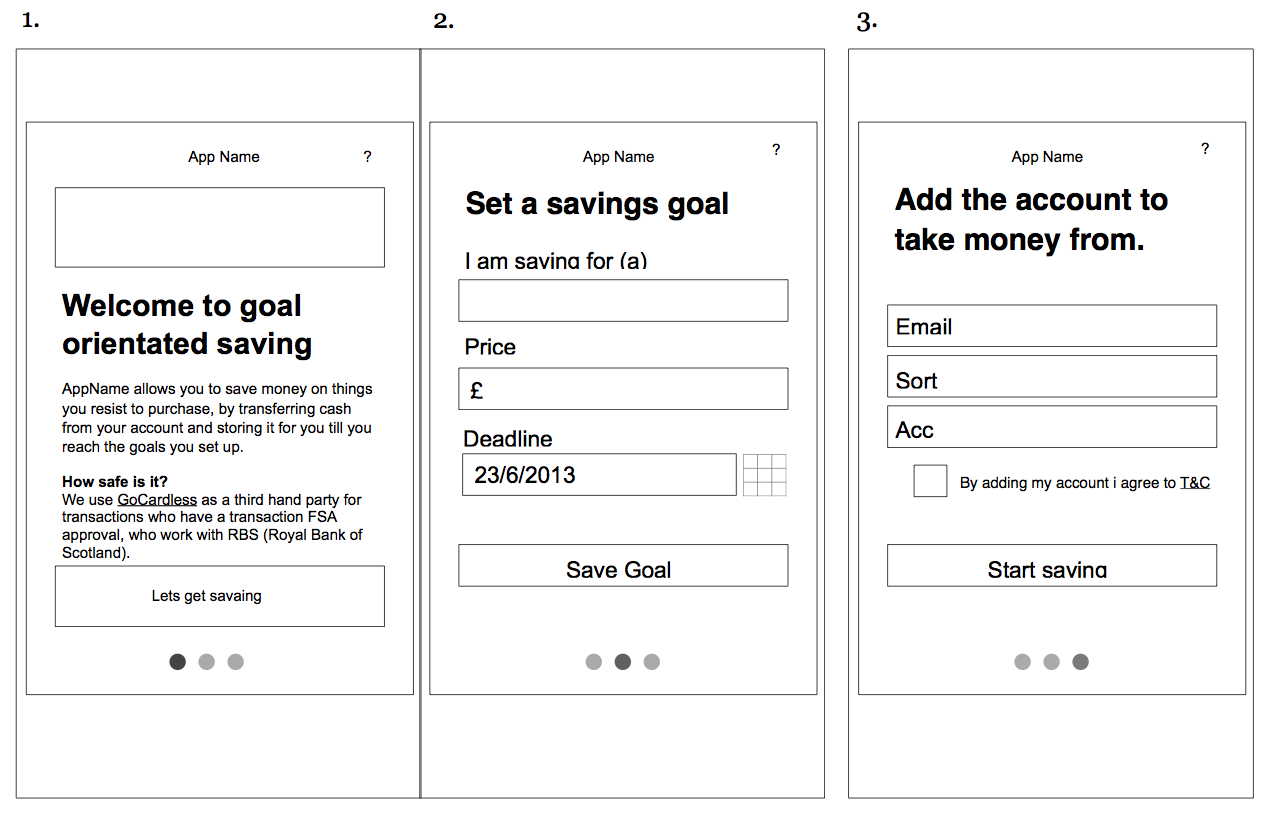 1.
App Name ?
Welcome to goal
orientated saving
AppName allows you to save money on things
you resist to purchase, by transferring cash
from your account and storing it for you till you
reach the goals you set up.
How safe is it?
We use GoCardless as a third hand party for
transactions who have a transaction FSA
approval, who work with RBS (Royal Bank of
Scotland).
Lets get savaing
2.
App Name ?
Set a savings goal
I am saving for (a)
Price
£
Deadline
23/6/2013
Save Goal
3.
App Name ?
Add the account to
take money from.
Email
Sort
Acc
By adding my account i agree to T&C
Start saving